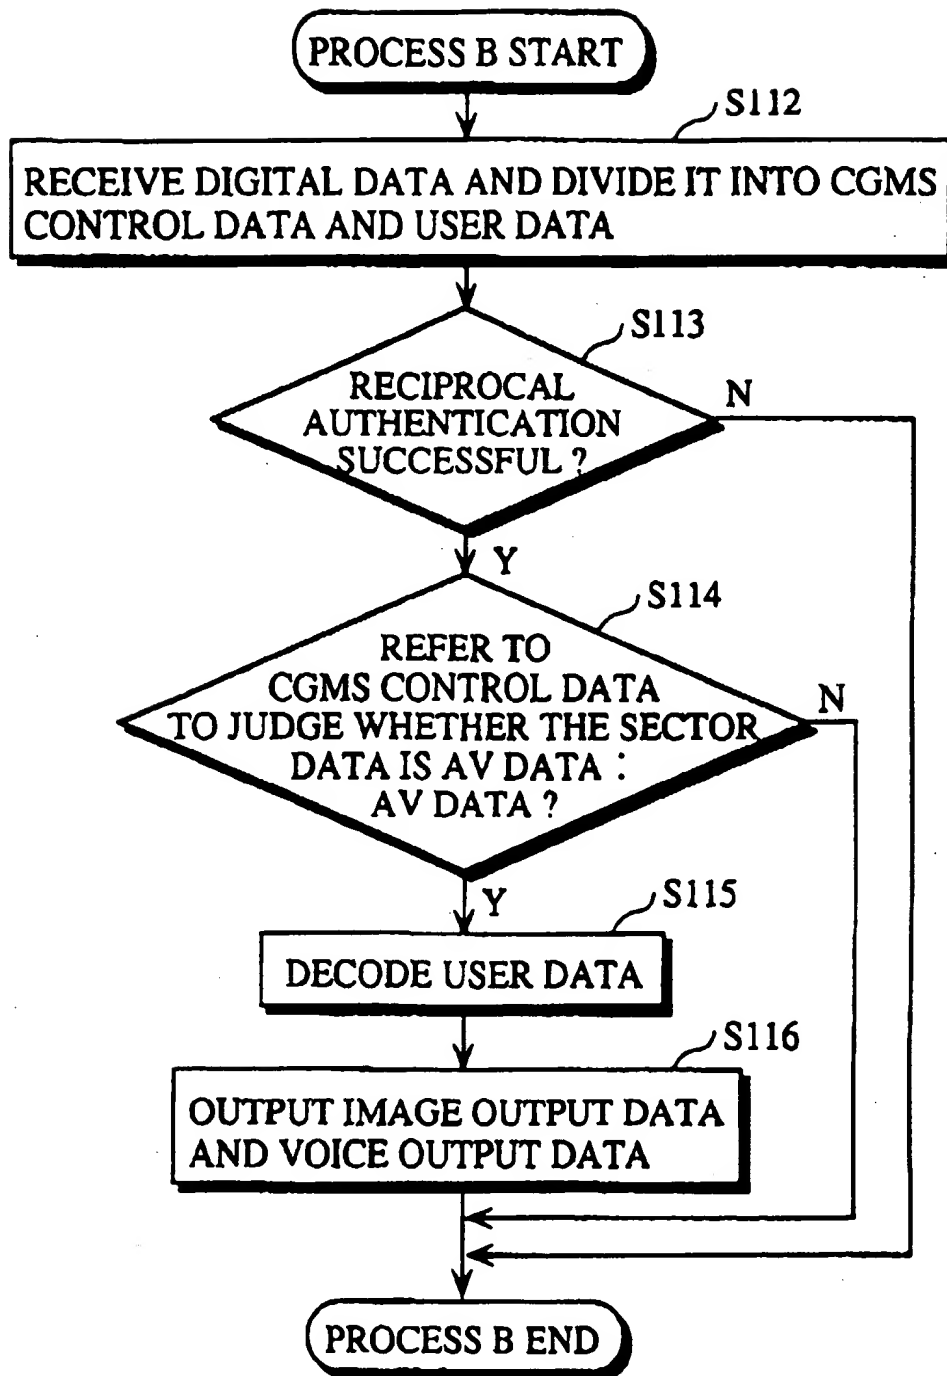 PROCESS B START
S112
RECEIVE DIGITAL DATA AND DIVIDE IT INTO CGMS
CONTROL DATA AND USER DATA
S113
RECIPROCAL
AUTHENTICATION
SUCCESSFUL ?
N
Y
S114
REFER TO
CGMS CONTROL DATA
TO JUDGE WHETHER THE SECTOR
DATA IS AV DATA :
AV DATA ?
N
Y
S115
DECODE USER DATA
S116
OUTPUT IMAGE OUTPUT DATA
AND VOICE OUTPUT DATA
PROCESS B END